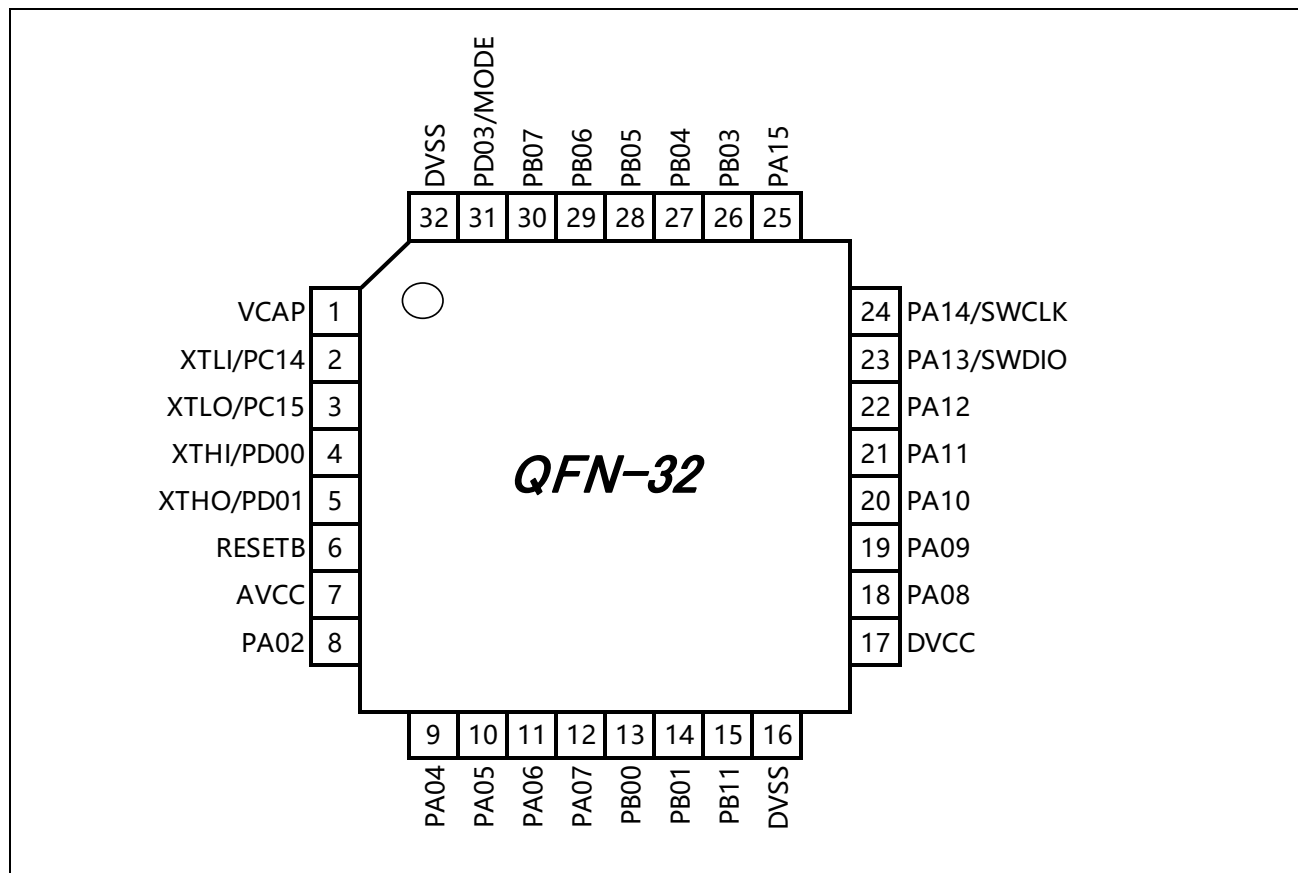 DVSS
PD03/MODE
PB07
PB06
PB05
PB04
PB03
PA15
32 31 30 29 28 27 26 25
VCAP 1
XTLI/PC14 2
XTLO/PC15 3
XTHI/PD00 4
XTHO/PD01 5
RESETB 6
AVCC 7
PA02 8
QFN-32
24 PA14/SWCLK
23 PA13/SWDIO
22 PA12
21 PA11
20 PA10
19 PA09
18 PA08
17 DVCC
9 10 11 12 13 14 15 16
PA04
PA05
PA06
PA07
PB00
PB01
PB11
DVSS